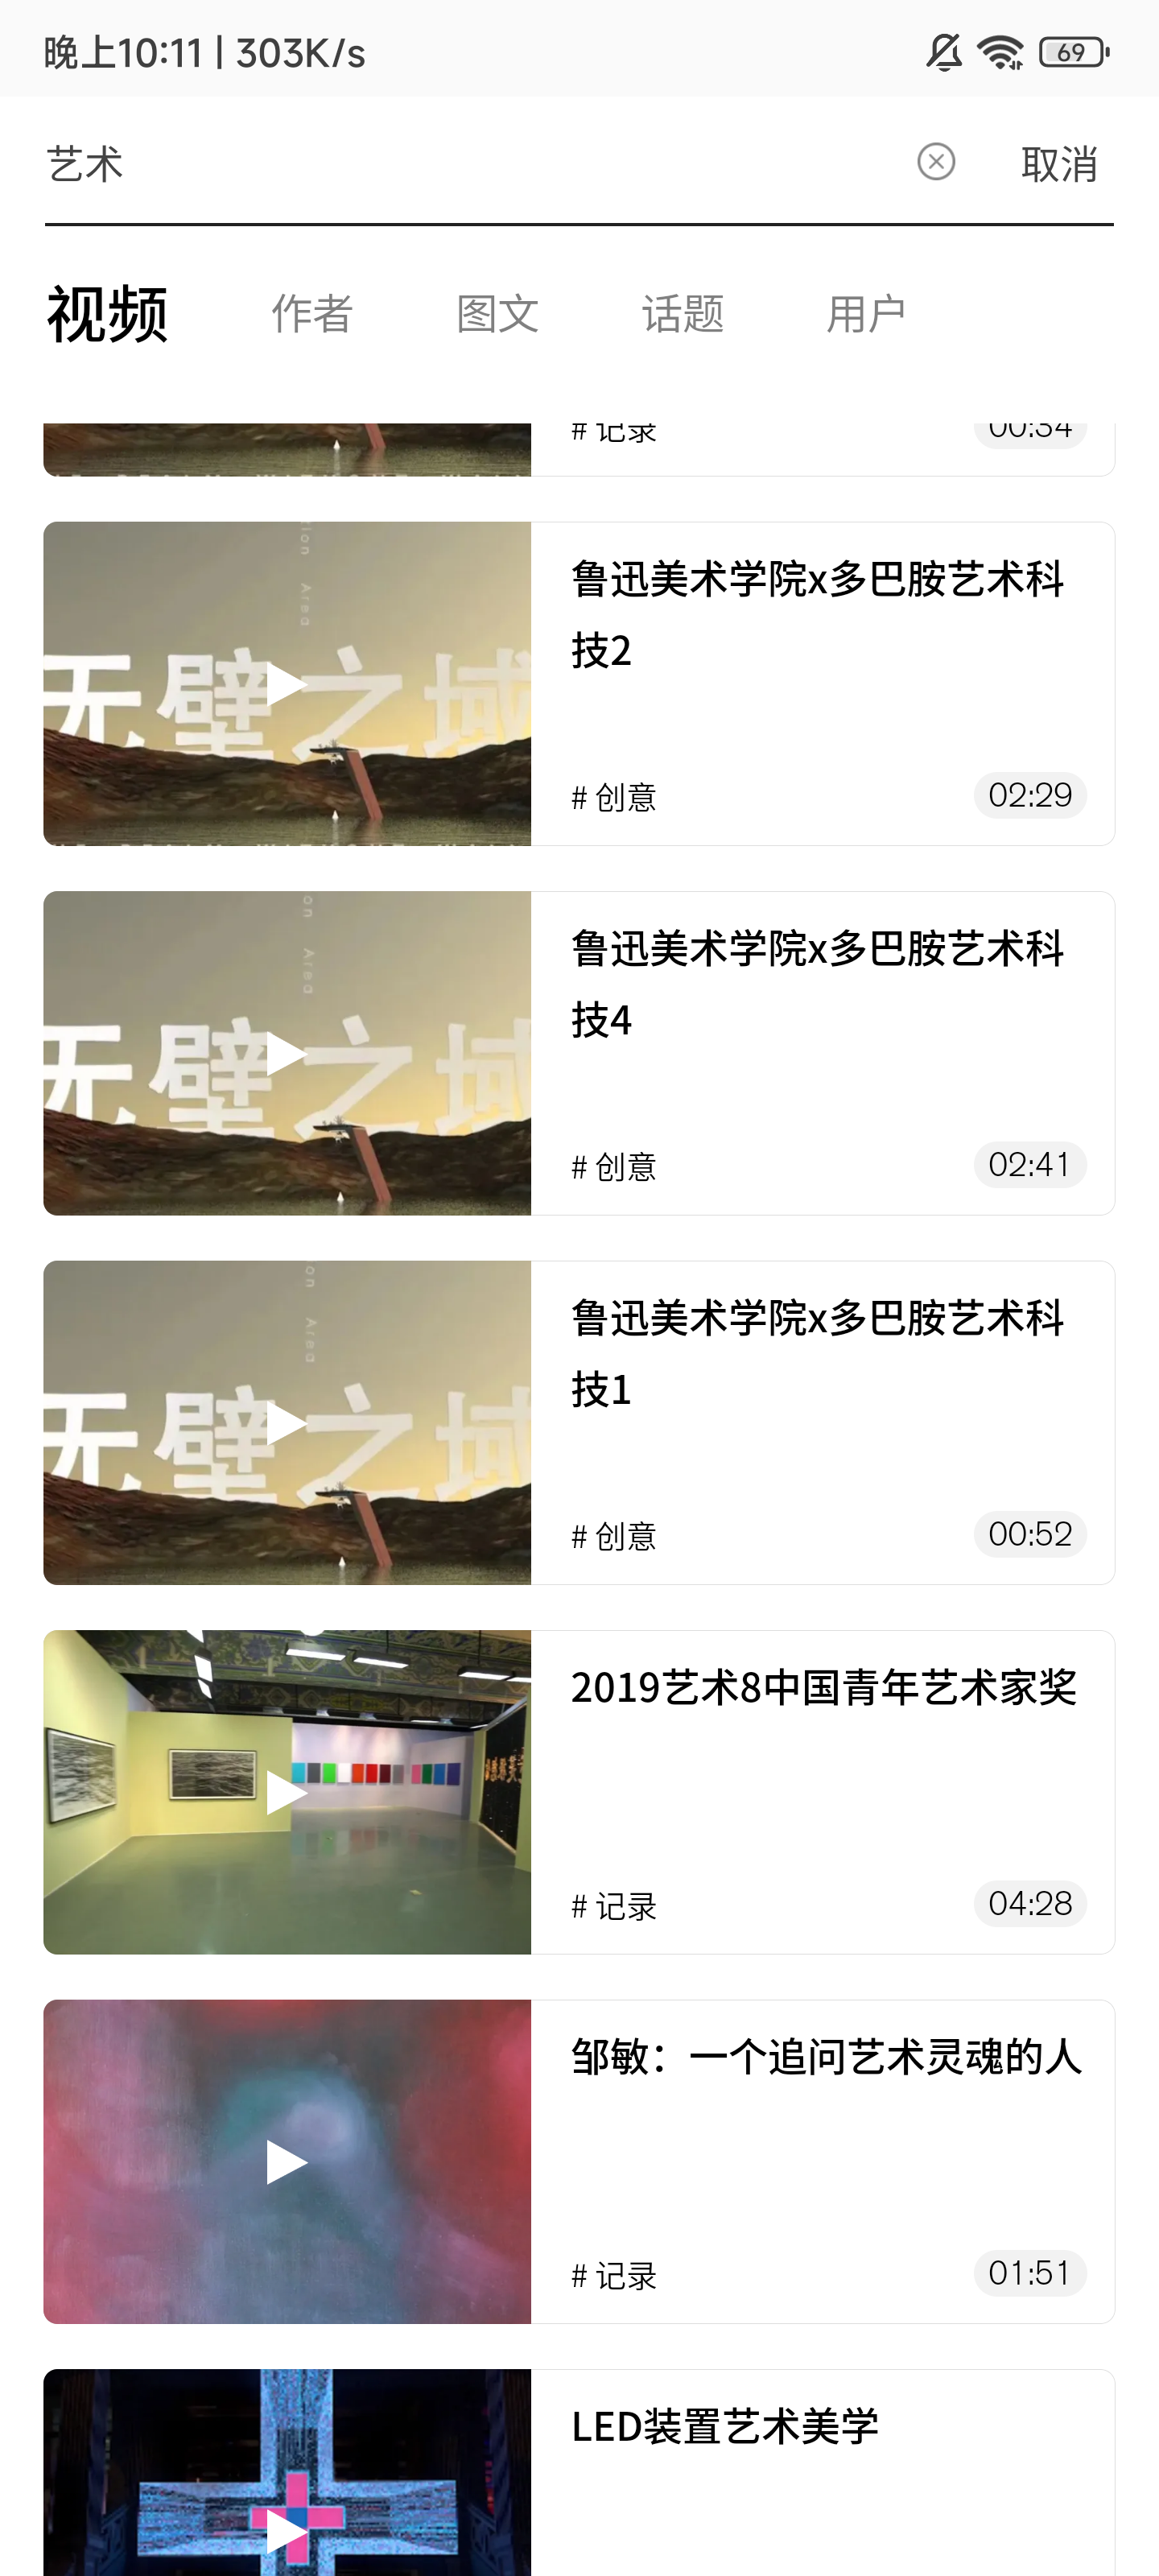 晚上10:11 | 303K/s
69
艺术
取消
视频 作者 图文 话题 用户
# 记录
00:34
tion Area
无壁之域
鲁迅美术学院x多巴胺艺术科
技2
# 创意
02:29
on Area
无壁之域
鲁迅美术学院x多巴胺艺术科
技4
# 创意
02:41
on Area
无壁之域
鲁迅美术学院x多巴胺艺术科
技1
# 创意
00:52
2019艺术8中国青年艺术家奖
# 记录
04:28
邹敏：一个追问艺术灵魂的人
# 记录
01:51
LED装置艺术美学